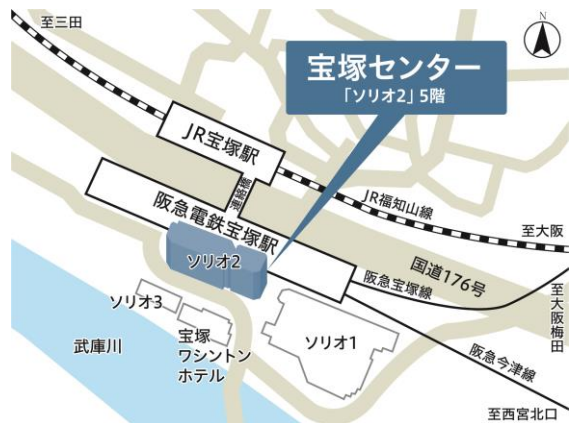 至三田
N
宝塚センター
「ソリオ2」5階
JR宝塚駅
連絡橋
JR福知山線
阪急電鉄宝塚駅
至大阪
ソリオ2
国道176号
阪急宝塚線
至大阪梅田
ソリオ3
宝塚
ワシントン
ホテル
ソリオ1
武庫川
阪急今津線
至西宮北口